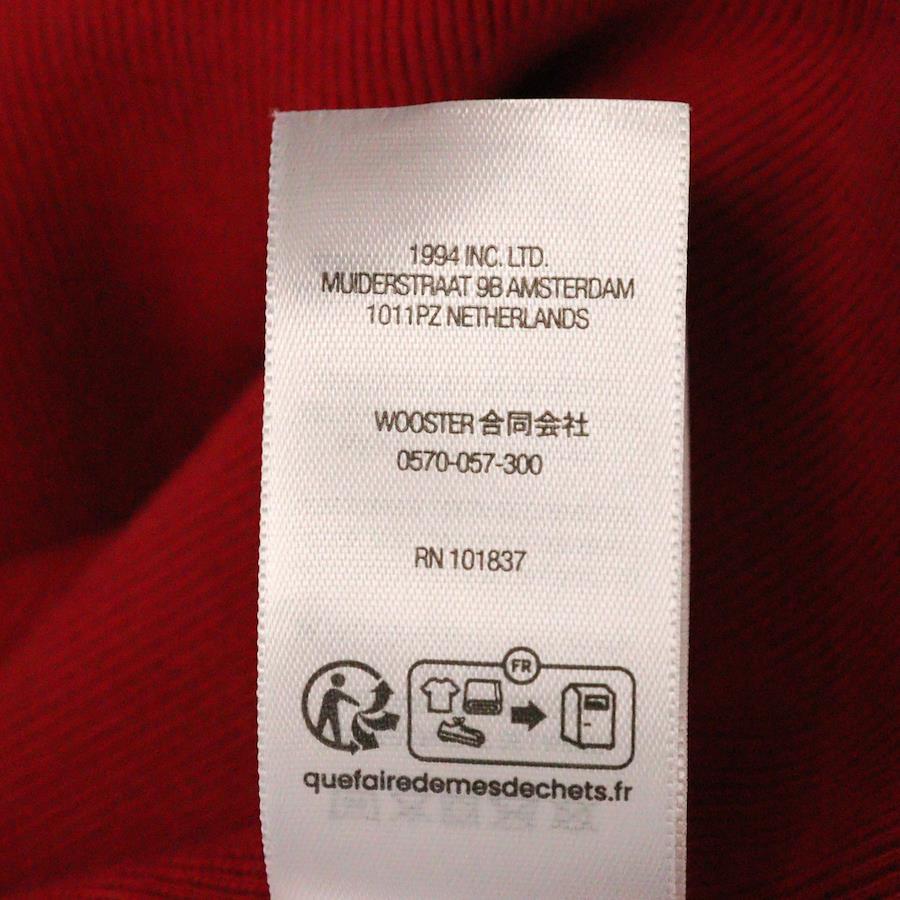 1994 INC. LTD.
MUIDERSTRAAT 9B AMSTERDAM
1011PZ NETHERLANDS
WOOSTER 合同会社
0570-057-300
RN 101837
FR
quefairedemesdechets.fr